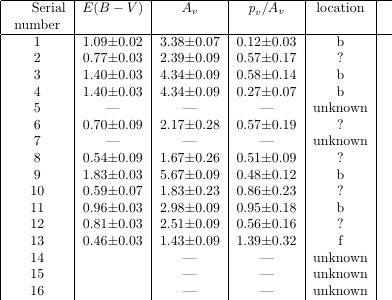 Serial E(B − V) A_v p_v/A_v location
number
1 1.09±0.02 3.38±0.07 0.12±0.03 b
2 0.77±0.03 2.39±0.09 0.57±0.17 ?
3 1.40±0.03 4.34±0.09 0.58±0.14 b
4 1.40±0.03 4.34±0.09 0.27±0.07 b
5 — — — unknown
6 0.70±0.09 2.17±0.28 0.57±0.19 ?
7 — — — unknown
8 0.54±0.09 1.67±0.26 0.51±0.09 ?
9 1.83±0.03 5.67±0.09 0.48±0.12 b
10 0.59±0.07 1.83±0.23 0.86±0.23 ?
11 0.96±0.03 2.98±0.09 0.95±0.18 b
12 0.81±0.03 2.51±0.09 0.56±0.16 ?
13 0.46±0.03 1.43±0.09 1.39±0.32 f
14 — — unknown
15 — — unknown
16 — — unknown